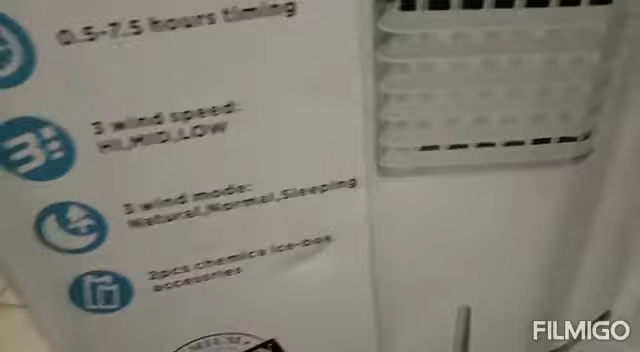 0.5-7.5 hours timing
3 wind speed:
HI,MID,LOW
3 wind mode:
Natural,Normal,Sleeping
2pcs chemlce ice-box
accessories
FILMIGO